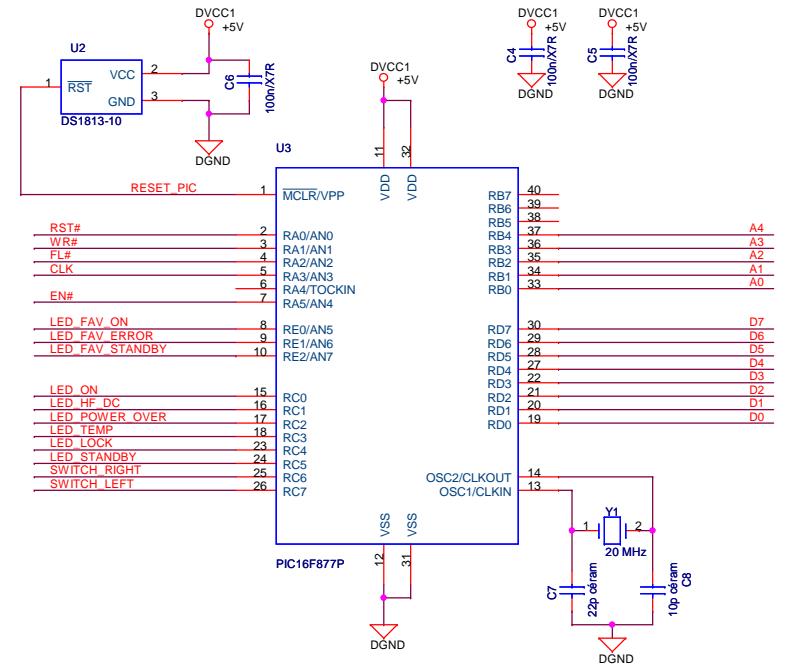 DVCC1
+5V
U2
1
RST
VCC
2
GND
3
DS1813-10
C6
100n/X7R
DGND
DVCC1
+5V
C4
100n/X7R
DGND
DVCC1
+5V
C5
100n/X7R
DGND
DVCC1
+5V
U3
11
32
VDD
VDD
RESET_PIC 1 MCLR/VPP
RST# 2 RA0/AN0
WR# 3 RA1/AN1
FL# 4 RA2/AN2
CLK 5 RA3/AN3
6 RA4/TOCKIN
EN# 7 RA5/AN4
LED_FAV_ON 8 RE0/AN5
LED_FAV_ERROR 9 RE1/AN6
LED_FAV_STANDBY 10 RE2/AN7
LED_ON 15 RC0
LED_HF_DC 16 RC1
LED_POWER_OVER 17 RC2
LED_TEMP 18 RC3
LED_LOCK 23 RC4
LED_STANDBY 24 RC5
SWITCH_RIGHT 25 RC6
SWITCH_LEFT 26 RC7
RB7 40
RB6 39
RB5 38
RB4 37 A4
RB3 36 A3
RB2 35 A2
RB1 34 A1
RB0 33 A0
RD7 30 D7
RD6 29 D6
RD5 28 D5
RD4 27 D4
RD3 22 D3
RD2 21 D2
RD1 20 D1
RD0 19 D0
OSC2/CLKOUT 14
OSC1/CLKIN 13
VSS
VSS
12
31
PIC16F877P
DGND
Y1
1
2
20 MHz
C7
22p céram
C8
10p céram
DGND